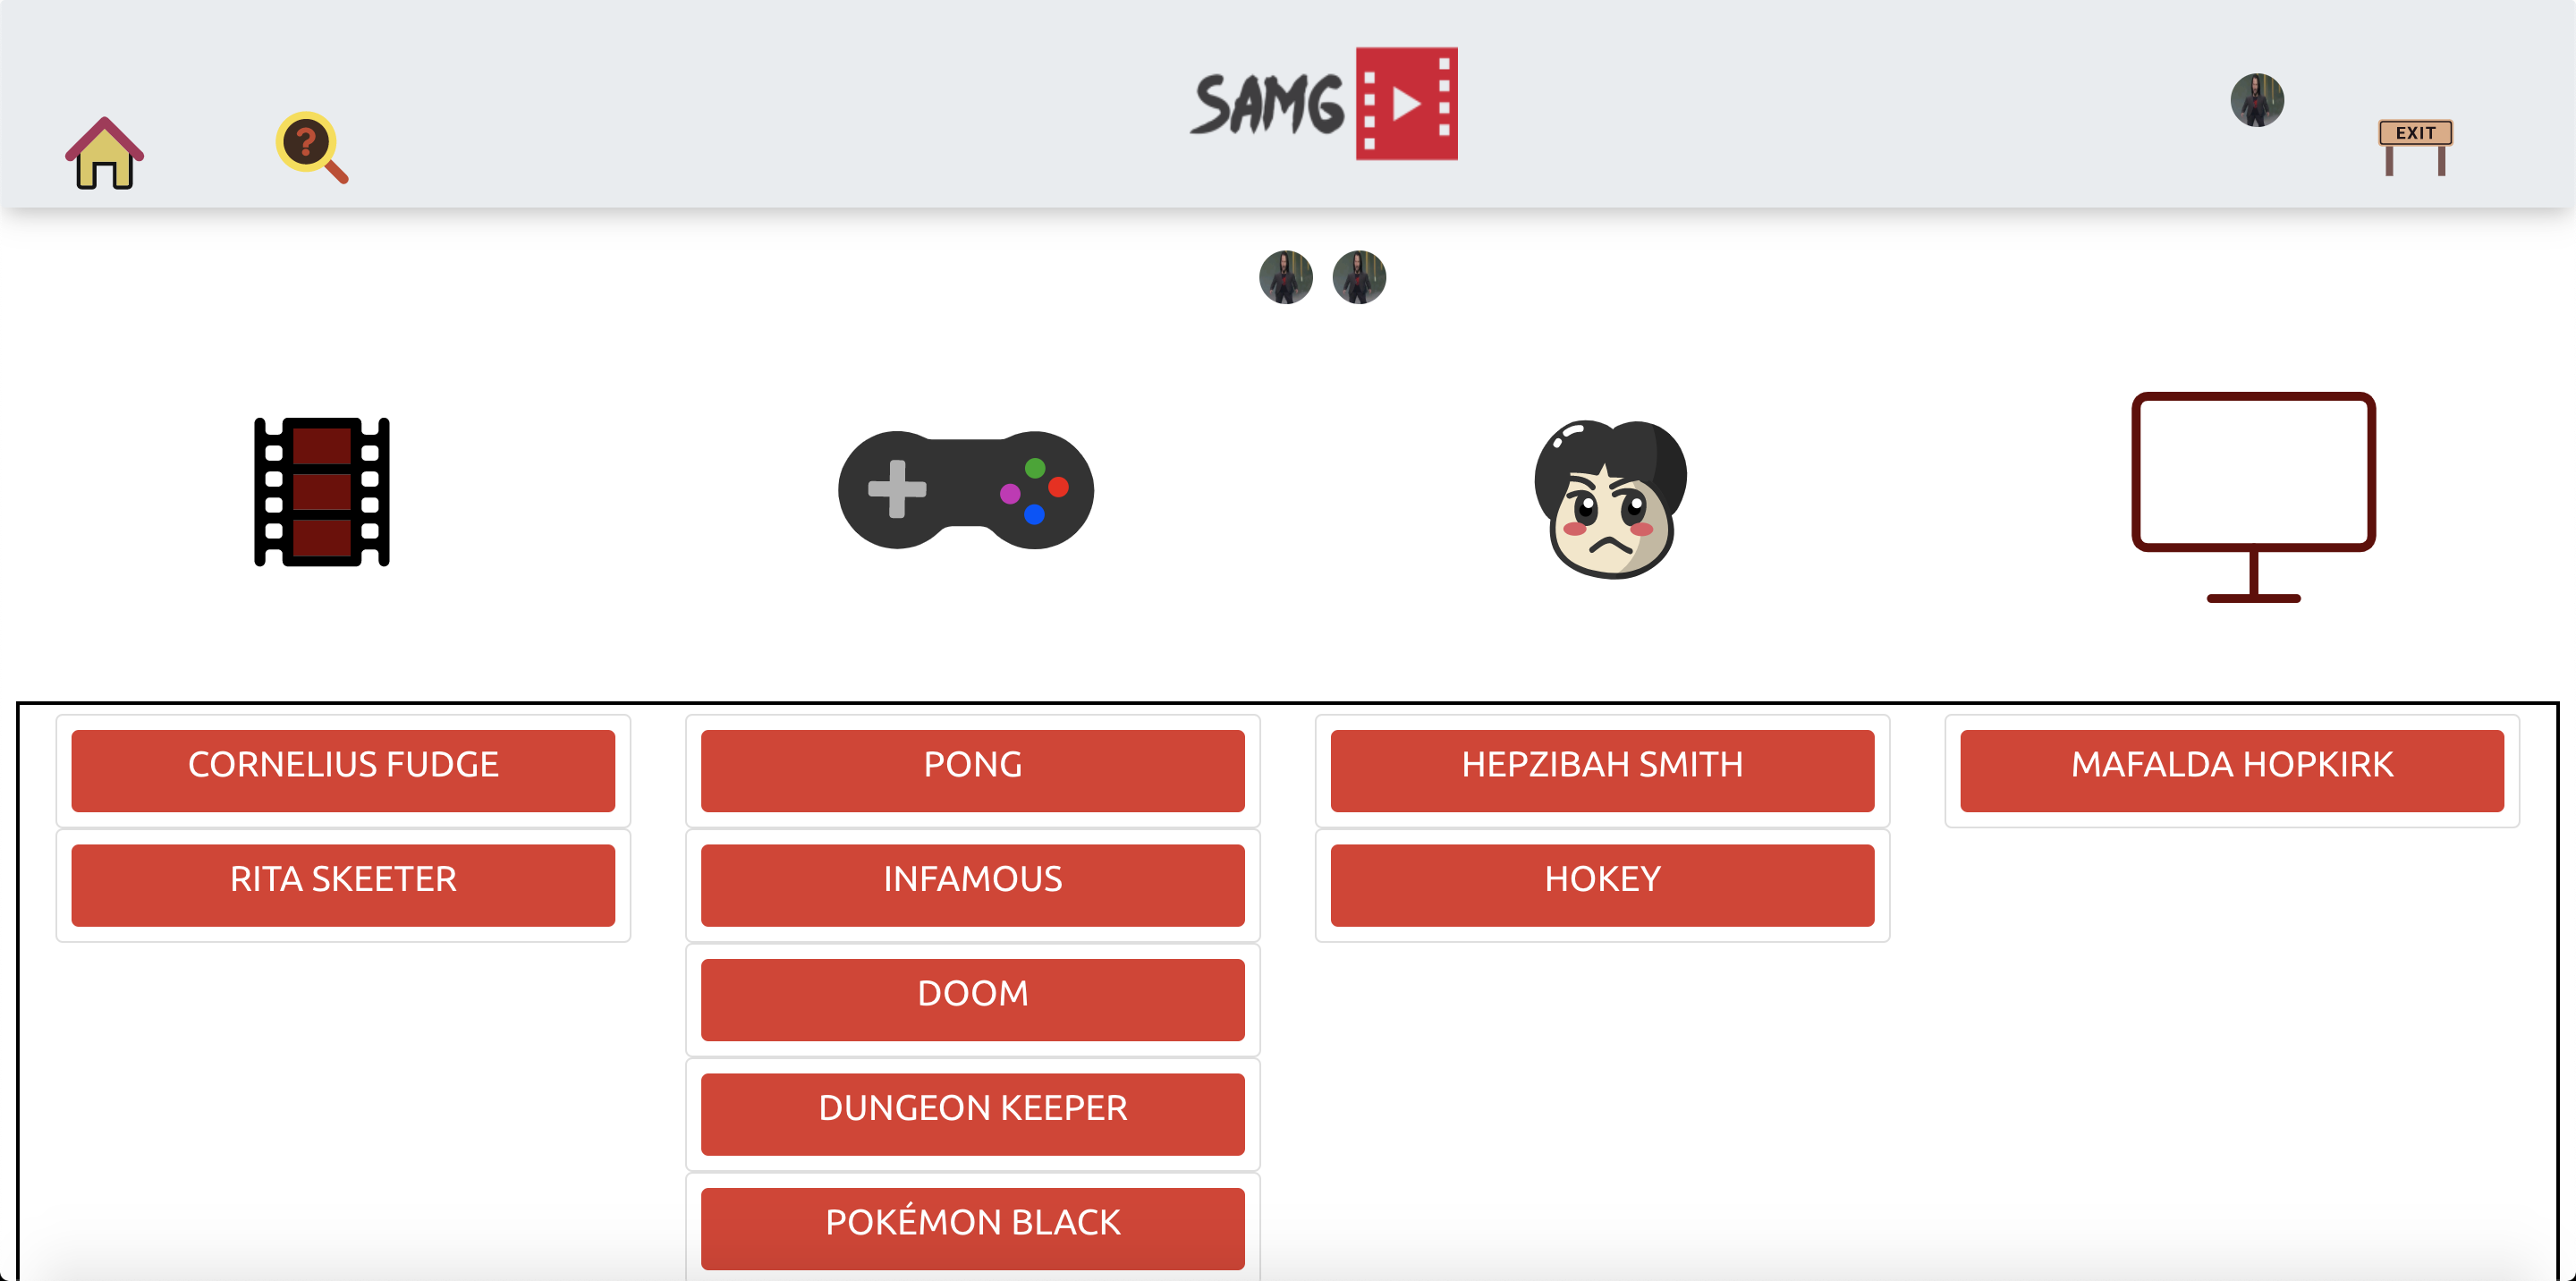 SAMG
?
EXIT
CORNELIUS FUDGE
RITA SKEETER
PONG
INFAMOUS
DOOM
DUNGEON KEEPER
POKÉMON BLACK
HEPZIBAH SMITH
HOKEY
MAFALDA HOPKIRK